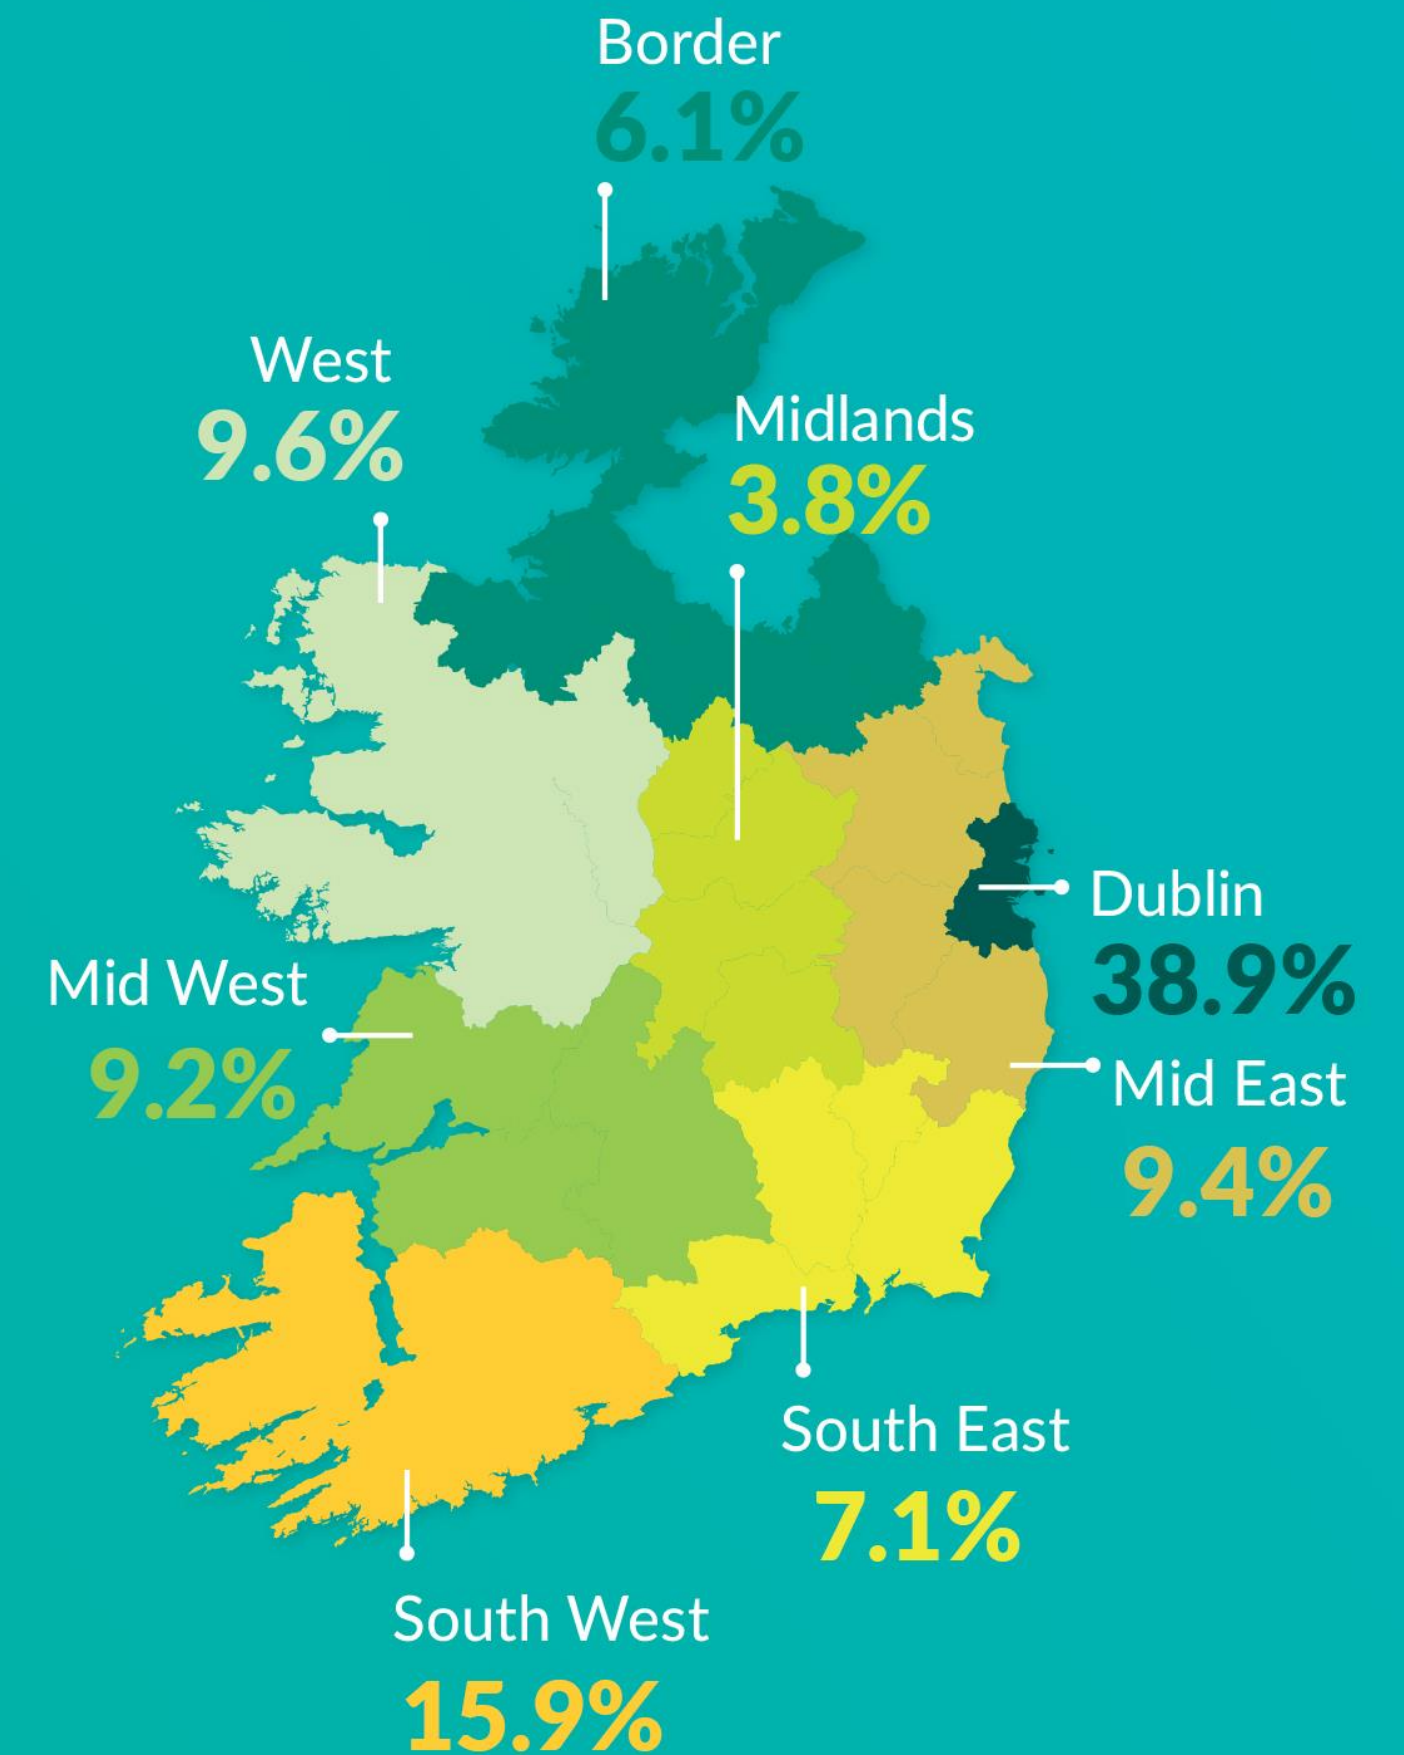 Border
6.1%
West
9.6%
Midlands
3.8%
Dublin
38.9%
Mid West
9.2%
Mid East
9.4%
South East
7.1%
South West
15.9%